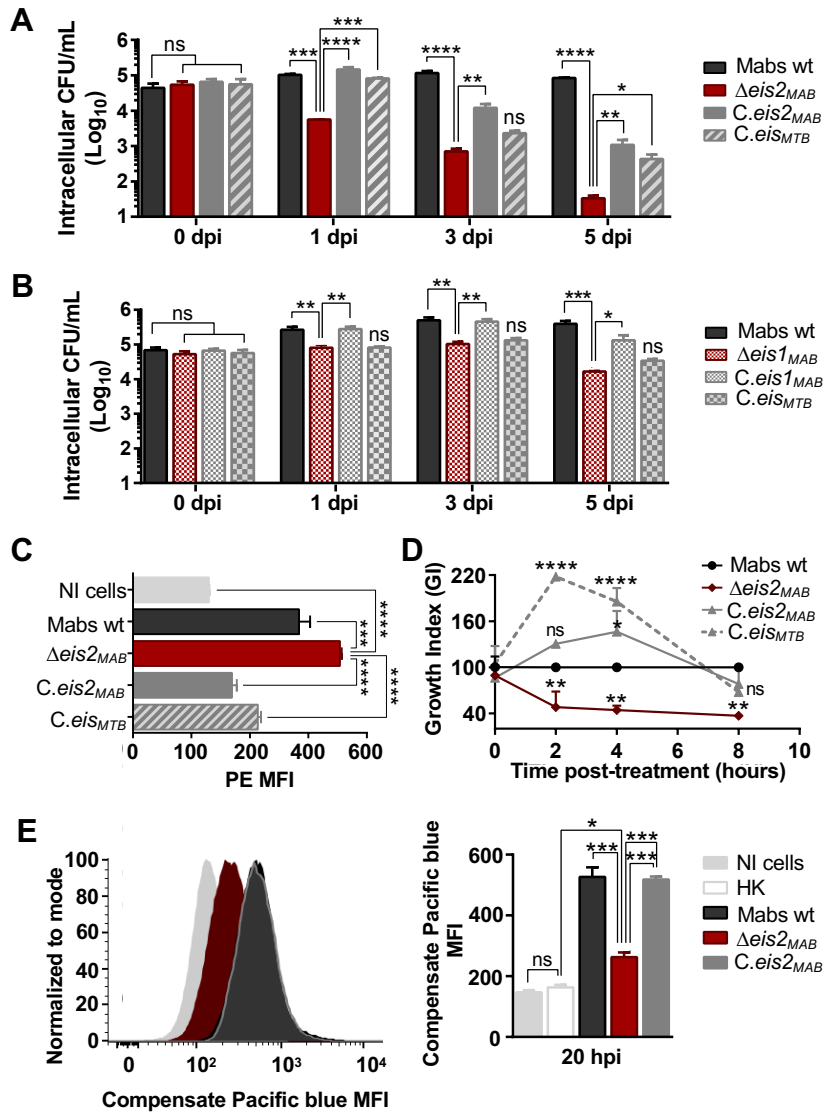 A
Intracellular CFU/mL
(Log10)
6
5
4
3
2
1
ns
***
***
****
****
**
ns
****
*
**
0 dpi
1 dpi
3 dpi
5 dpi
Mabs wt
Δeis2MAB
C.eis2MAB
C.eisMTB
B
Intracellular CFU/mL
(Log10)
6
5
4
3
2
1
ns
**
**
ns
**
**
ns
***
*
ns
0 dpi
1 dpi
3 dpi
5 dpi
Mabs wt
Δeis1MAB
C.eis1MAB
C.eisMTB
C
NI cells
Mabs wt
Δeis2MAB
C.eis2MAB
C.eisMTB
****
***
****
****
0
200
400
600
PE MFI
D
Growth Index (GI)
220
160
100
40
****
****
ns
*
ns
**
**
**
0
2
4
6
8
10
Time post-treatment (hours)
Mabs wt
Δeis2MAB
C.eis2MAB
C.eisMTB
E
Normalized to mode
100
80
60
40
20
0
0
10²
10³
10⁴
Compensate Pacific blue MFI
Compensate Pacific blue
MFI
600
400
200
0
ns
*
***
***
***
20 hpi
NI cells
HK
Mabs wt
Δeis2MAB
C.eis2MAB